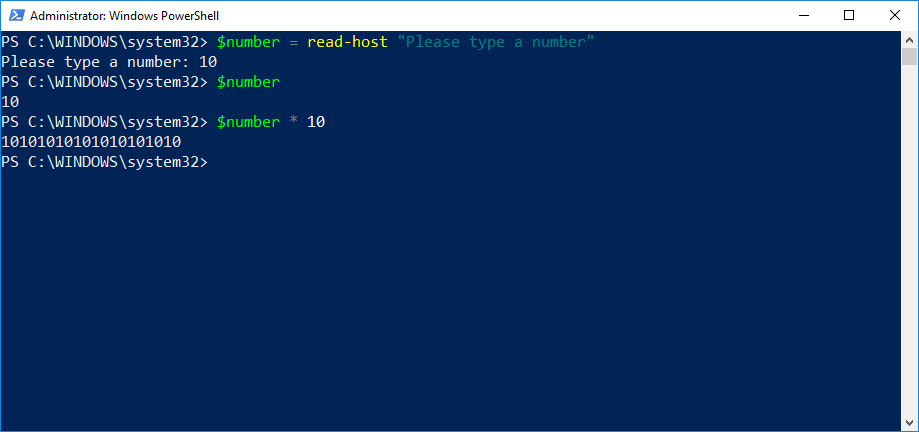 Administrator: Windows PowerShell
PS C:\WINDOWS\system32> $number = read-host "Please type a number"
Please type a number: 10
PS C:\WINDOWS\system32> $number
10
PS C:\WINDOWS\system32> $number * 10
10101010101010101010
PS C:\WINDOWS\system32>